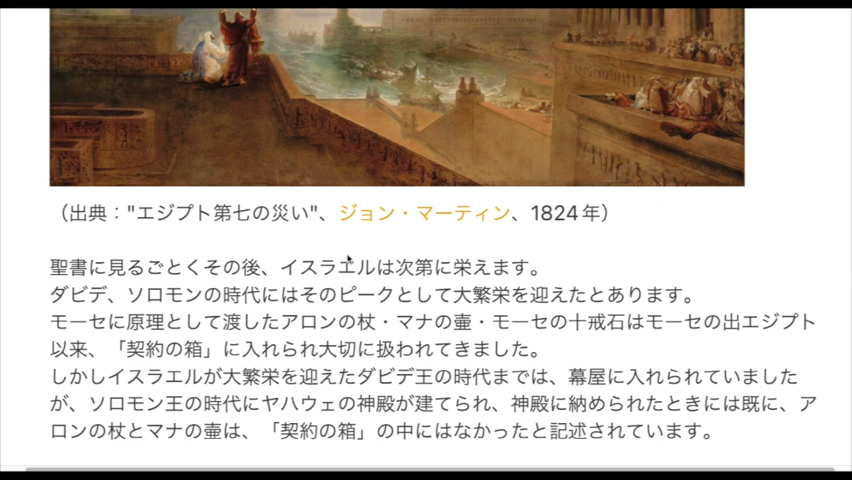 （出典："エジプト第七の災い"、ジョン・マーティン、1824年）
聖書に見るごとくその後、イスラエルは次第に栄えます。
ダビデ、ソロモンの時代にはそのピークとして大繁栄を迎えたとあります。
モーセに原理として渡したアロンの杖・マナの壷・モーセの十戒石はモーセの出エジプト
以来、「契約の箱」に入れられ大切に扱われてきました。
しかしイスラエルが大繁栄を迎えたダビデ王の時代までは、幕屋に入れられていました
が、ソロモン王の時代にヤハウェの神殿が建てられ、神殿に納められたときには既に、ア
ロンの杖とマナの壷は、「契約の箱」の中にはなかったと記述されています。